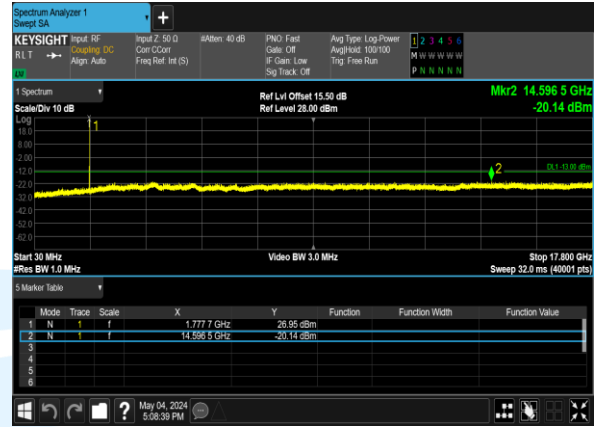 Spectrum Analyzer 1
Swept SA
+
KEYSIGHT Input: RF Input Z: 50 Ω #Atten: 40 dB PNO: Fast Avg Type: Log-Power 1 2 3 4 5 6
RLT Coupling: DC Corr CCorr Gate: Off Avg|Hold: 100/100 M W W W W W
Align: Auto Freq Ref: Int (S) IF Gain: Low Trig: Free Run P N N N N N
Sig Track: Off
1 Spectrum Ref Lvl Offset 15.50 dB Mkr2 14.596 5 GHz
Scale/Div 10 dB Ref Level 28.00 dBm -20.14 dBm
Log
1
18.0
8.00
-2.00
-12.0 2 DL1 -13.00 dBm
-22.0
-32.0
-42.0
-52.0
-62.0
Start 30 MHz Video BW 3.0 MHz Stop 17.800 GHz
#Res BW 1.0 MHz Sweep 32.0 ms (40001 pts)
5 Marker Table
Mode Trace Scale X Y Function Function Width Function Value
1 N 1 f 1.777 7 GHz 26.95 dBm
2 N 1 f 14.596 5 GHz -20.14 dBm
3
4
5
6
? May 04, 2024
5:08:39 PM